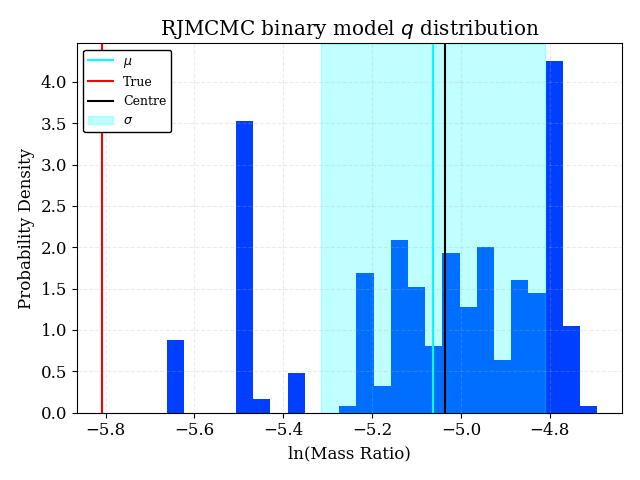 RJMCMC binary model q distribution
μ
True
Centre
σ
Probability Density
4.0
3.5
3.0
2.5
2.0
1.5
1.0
0.5
0.0
−5.8 −5.6 −5.4 −5.2 −5.0 −4.8
ln(Mass Ratio)